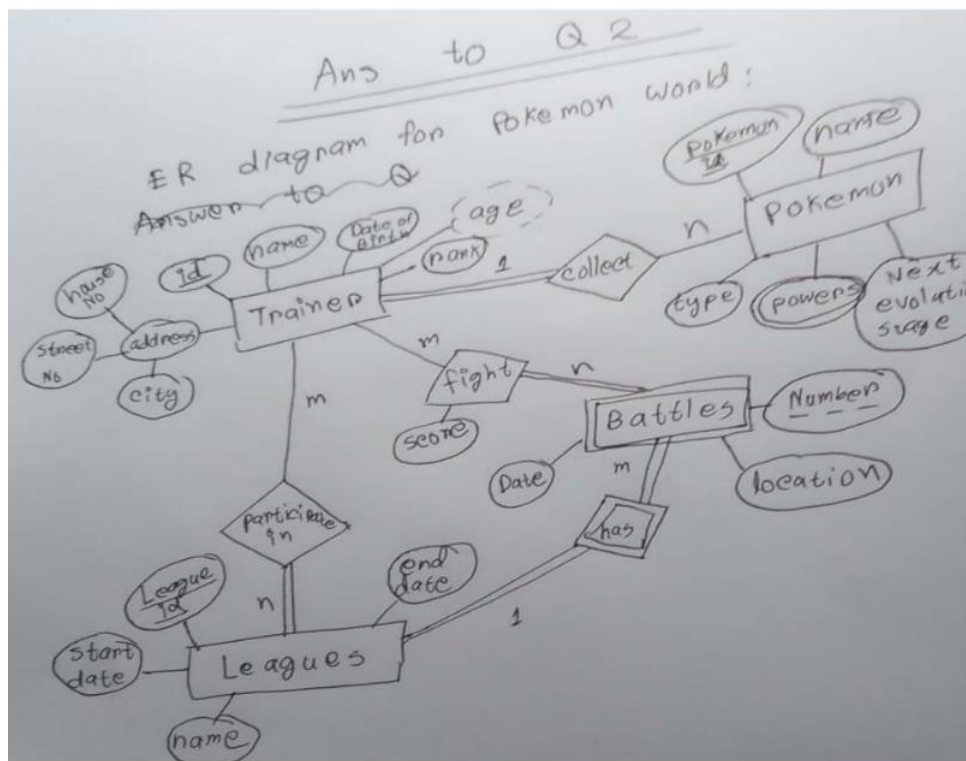 Ans to Q 2
ER diagram for Pokemon world:
Answer to Q
Pokemon
id
name
Pokemon
type
powers
Next
evoluti
stage
n
collect
1
age
Date of
Birth
name
id
rank
Trainer
house
No
address
Street
No
city
m
fight
n
score
Battles
Number
Date
location
m
has
1
m
participate
in
n
League
id
end
date
start
date
Leagues
name